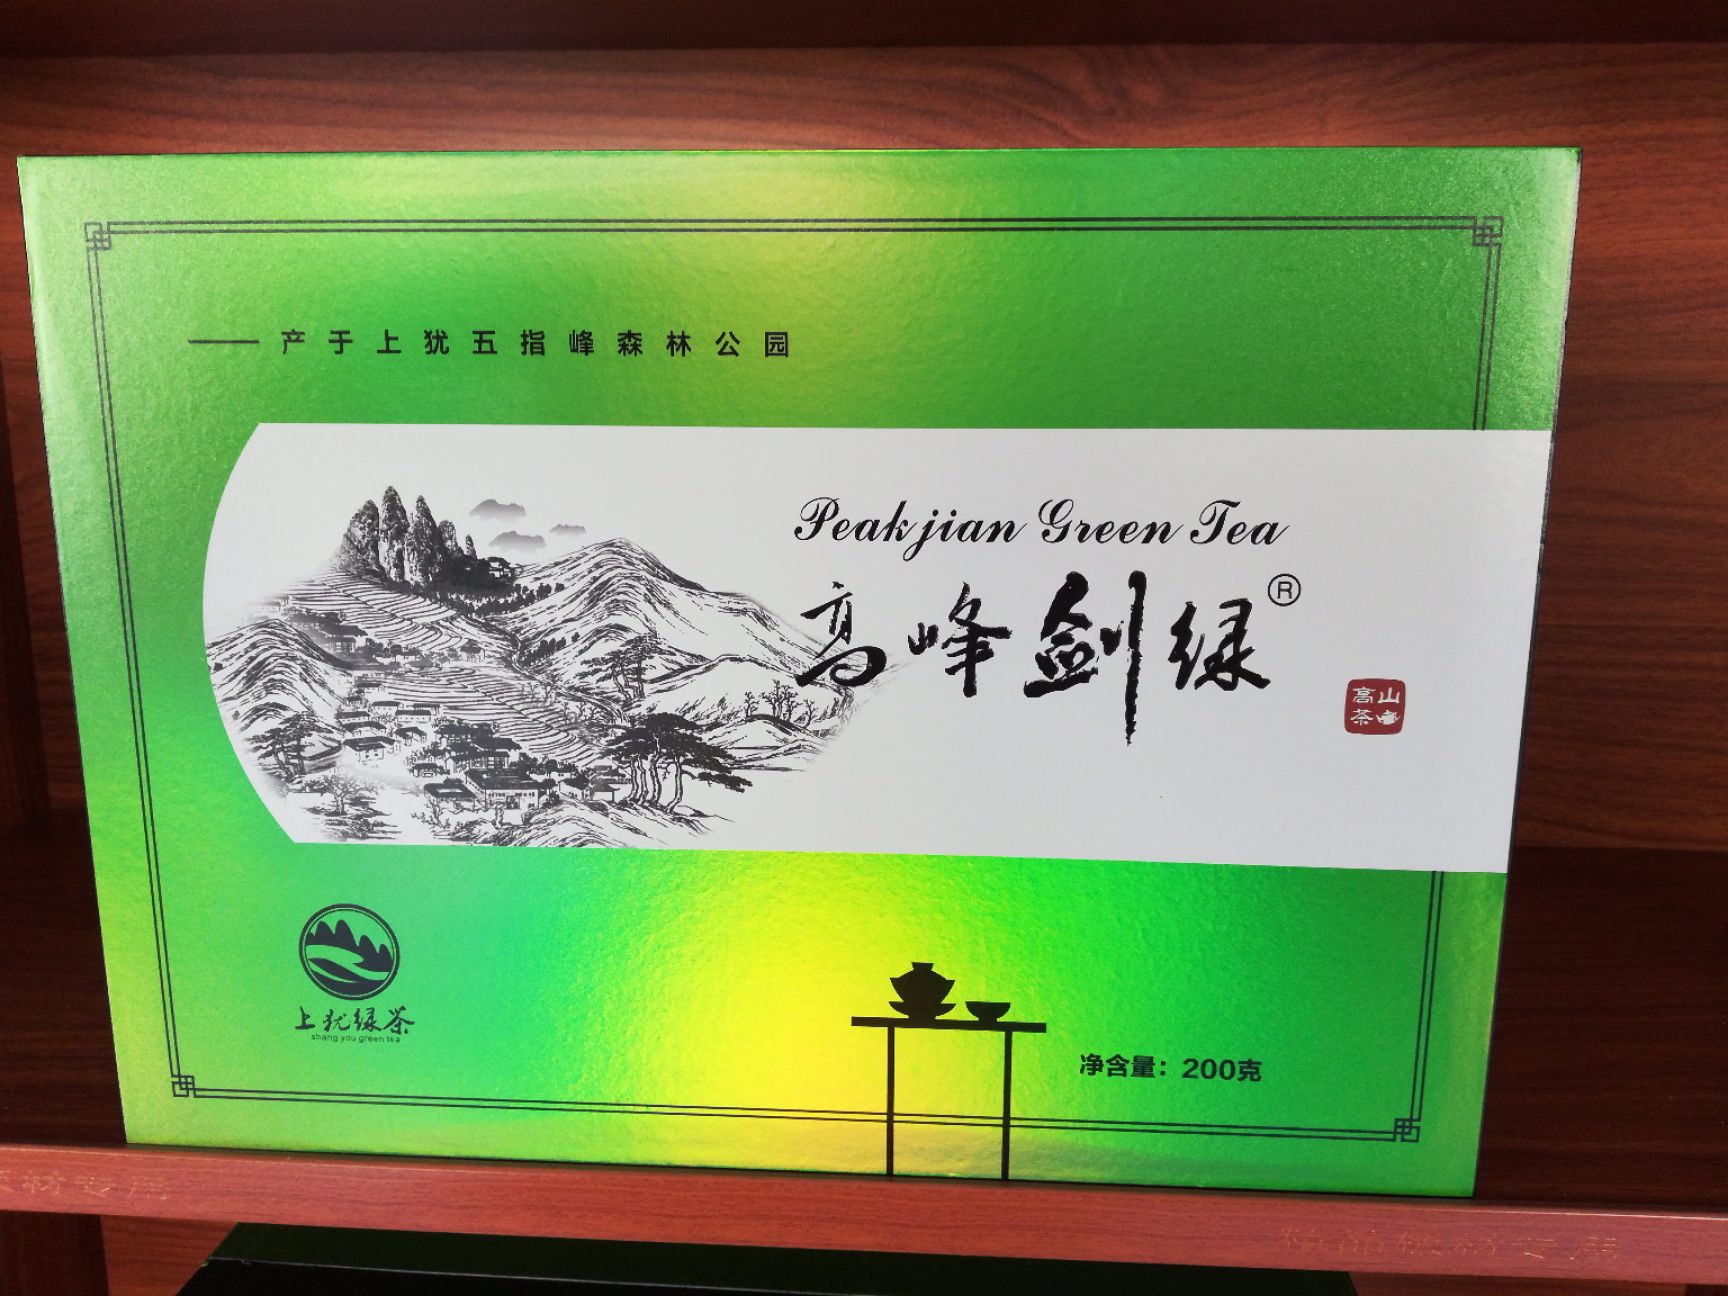 ——产于上犹五指峰森林公园
Peak jian Green Tea
高峰剑绿®
高山
茶
上犹绿茶
shang you green tea
净含量：200克